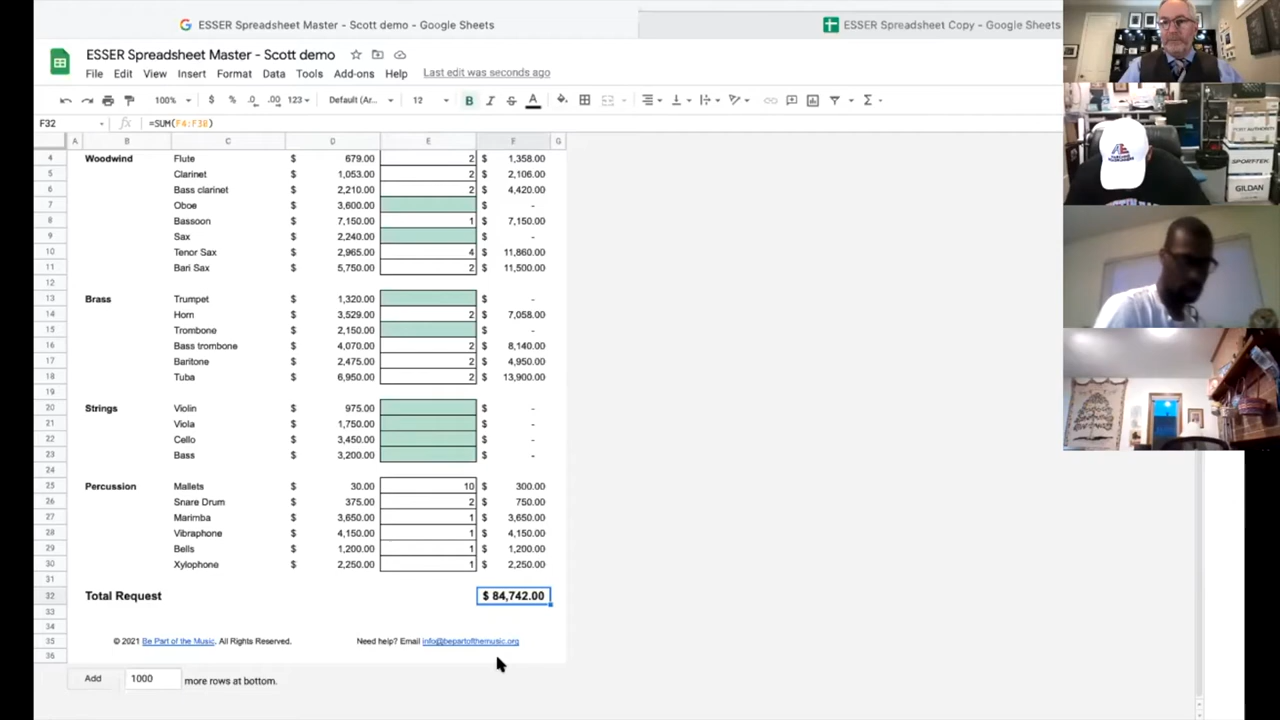 ESSER Spreadsheet Master - Scott demo - Google Sheets
ESSER Spreadsheet Copy - Google Sheets
ESSER Spreadsheet Master - Scott demo
File Edit View Insert Format Data Tools Add-ons Help Last edit was seconds ago
100% $ % .0 .00 123 Default (Ar... 12 B I S A
F32 fx =SUM(F4:F30)
A B C D E F G
4 Woodwind Flute $ 679.00 2 $ 1,358.00
5 Clarinet $ 1,053.00 2 $ 2,106.00
6 Bass clarinet $ 2,210.00 2 $ 4,420.00
7 Oboe $ 3,600.00 $ -
8 Bassoon $ 7,150.00 1 $ 7,150.00
9 Sax $ 2,240.00 $ -
10 Tenor Sax $ 2,965.00 4 $ 11,860.00
11 Bari Sax $ 5,750.00 2 $ 11,500.00
12
13 Brass Trumpet $ 1,320.00 $ -
14 Horn $ 3,529.00 2 $ 7,058.00
15 Trombone $ 2,150.00 $ -
16 Bass trombone $ 4,070.00 2 $ 8,140.00
17 Baritone $ 2,475.00 2 $ 4,950.00
18 Tuba $ 6,950.00 2 $ 13,900.00
19
20 Strings Violin $ 975.00 $ -
21 Viola $ 1,750.00 $ -
22 Cello $ 3,450.00 $ -
23 Bass $ 3,200.00 $ -
24
25 Percussion Mallets $ 30.00 10 $ 300.00
26 Snare Drum $ 375.00 2 $ 750.00
27 Marimba $ 3,650.00 1 $ 3,650.00
28 Vibraphone $ 4,150.00 1 $ 4,150.00
29 Bells $ 1,200.00 1 $ 1,200.00
30 Xylophone $ 2,250.00 1 $ 2,250.00
31
32 Total Request $ 84,742.00
33
34
35 © 2021 Be Part of the Music. All Rights Reserved. Need help? Email info@bepartofthemusic.org
36
Add 1000 more rows at bottom.
PORT AUTHORITY
SPORT-TEK
GILDAN